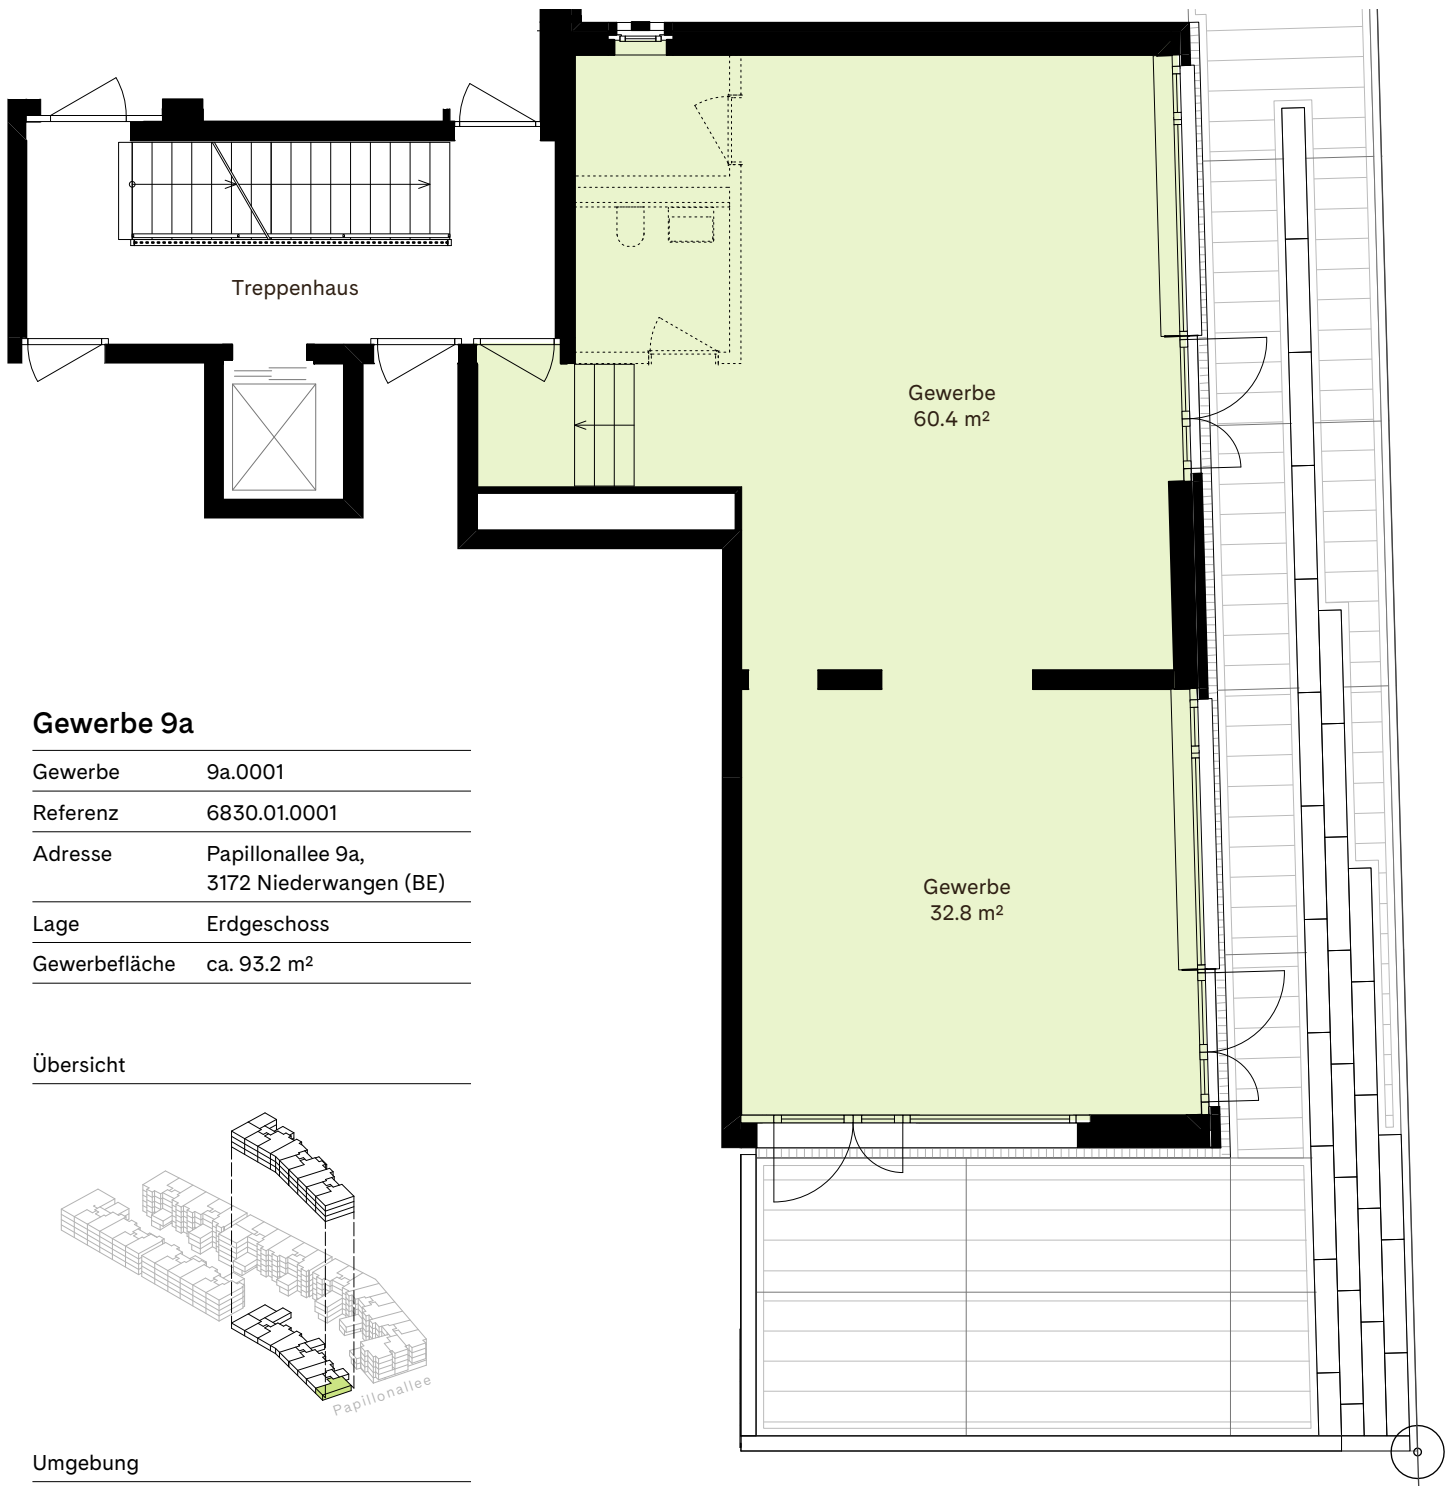 Treppenhaus
Gewerbe
60.4 m²
Gewerbe
32.8 m²
Gewerbe 9a
Gewerbe 9a.0001
Referenz 6830.01.0001
Adresse Papillonallee 9a,
3172 Niederwangen (BE)
Lage Erdgeschoss
Gewerbefläche ca. 93.2 m²
Übersicht
Papillonallee
Umgebung